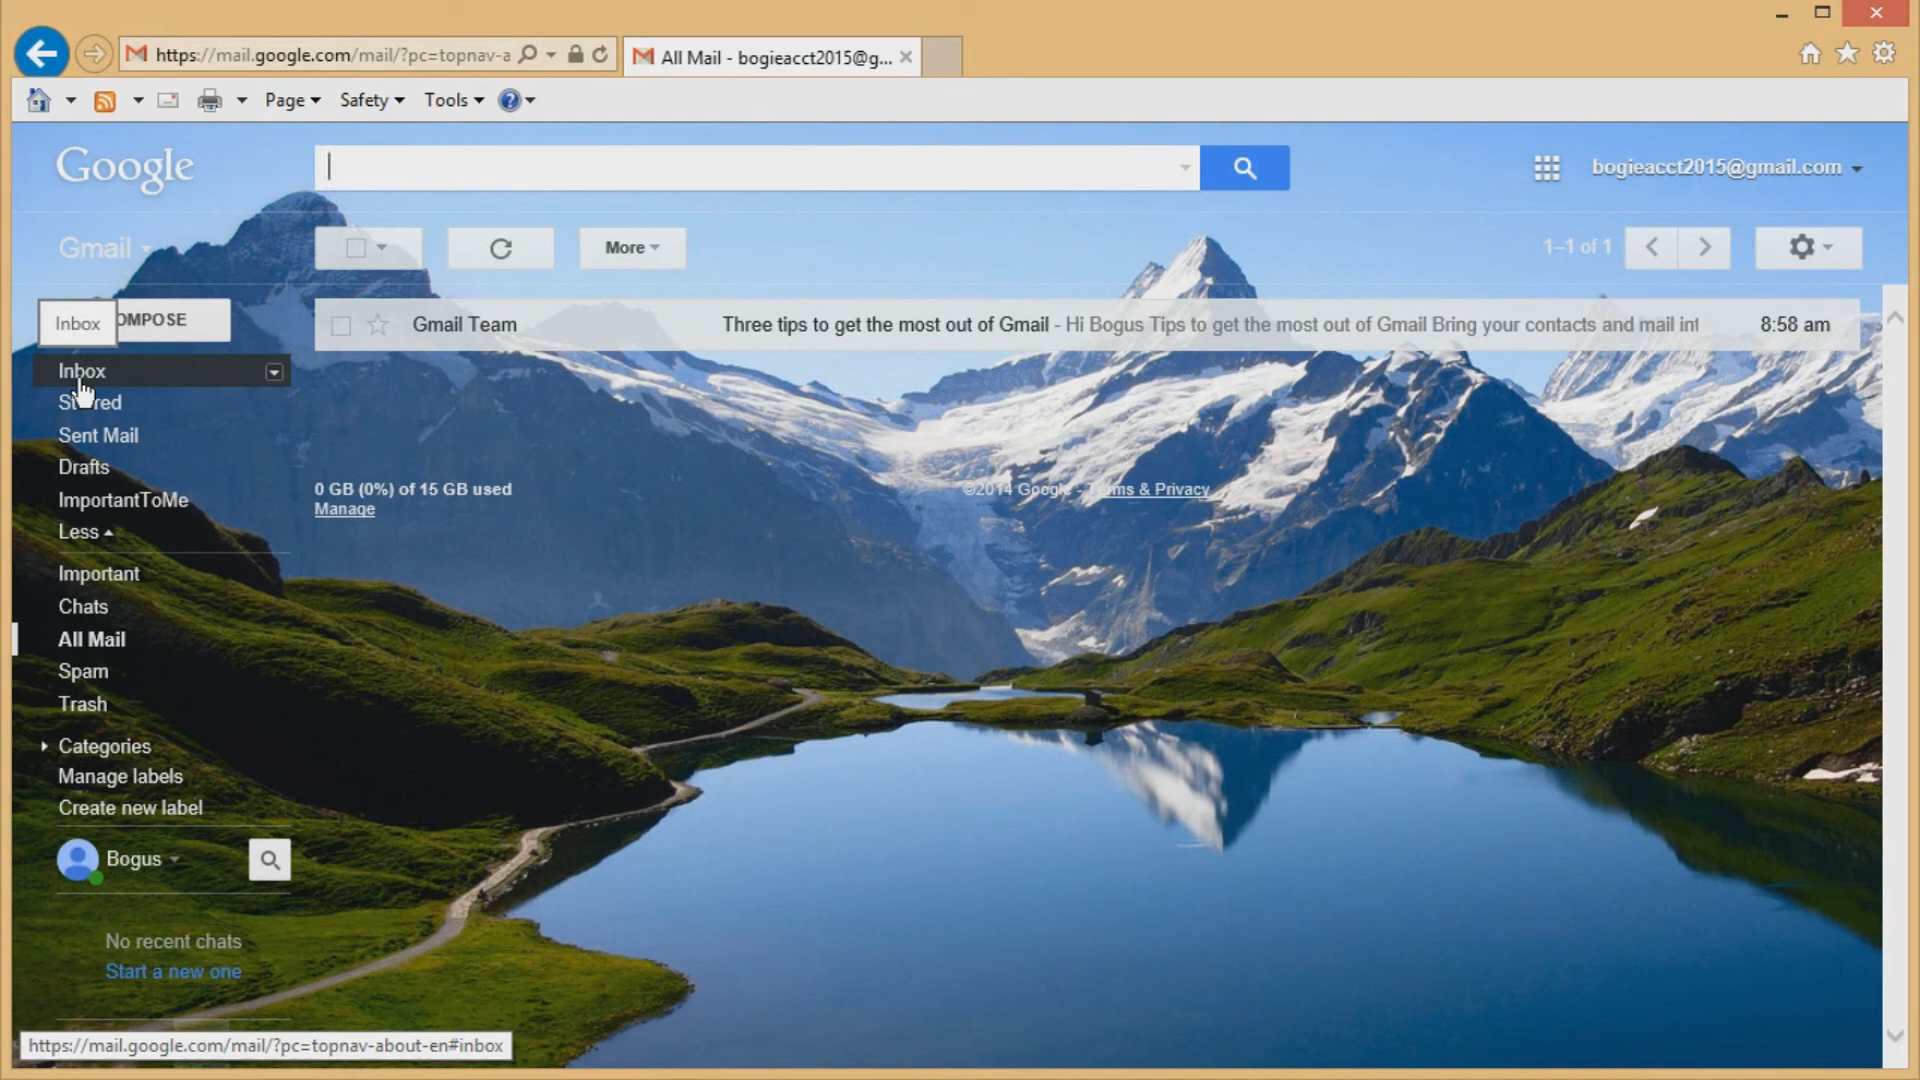 https://mail.google.com/mail/?pc=topnav-a
All Mail - bogieacct2015@g...
Page
Safety
Tools
Google
bogieacct2015@gmail.com
Gmail
More
1–1 of 1
Inbox
OMPOSE
Gmail Team
Three tips to get the most out of Gmail - Hi Bogus Tips to get the most out of Gmail Bring your contacts and mail int
8:58 am
Inbox
Sent Mail
Drafts
ImportantToMe
Less
Important
Chats
All Mail
Spam
Trash
Categories
Manage labels
Create new label
Bogus
No recent chats
Start a new one
0 GB (0%) of 15 GB used
Manage
©2014 Google - Terms & Privacy
https://mail.google.com/mail/?pc=topnav-about-en#inbox